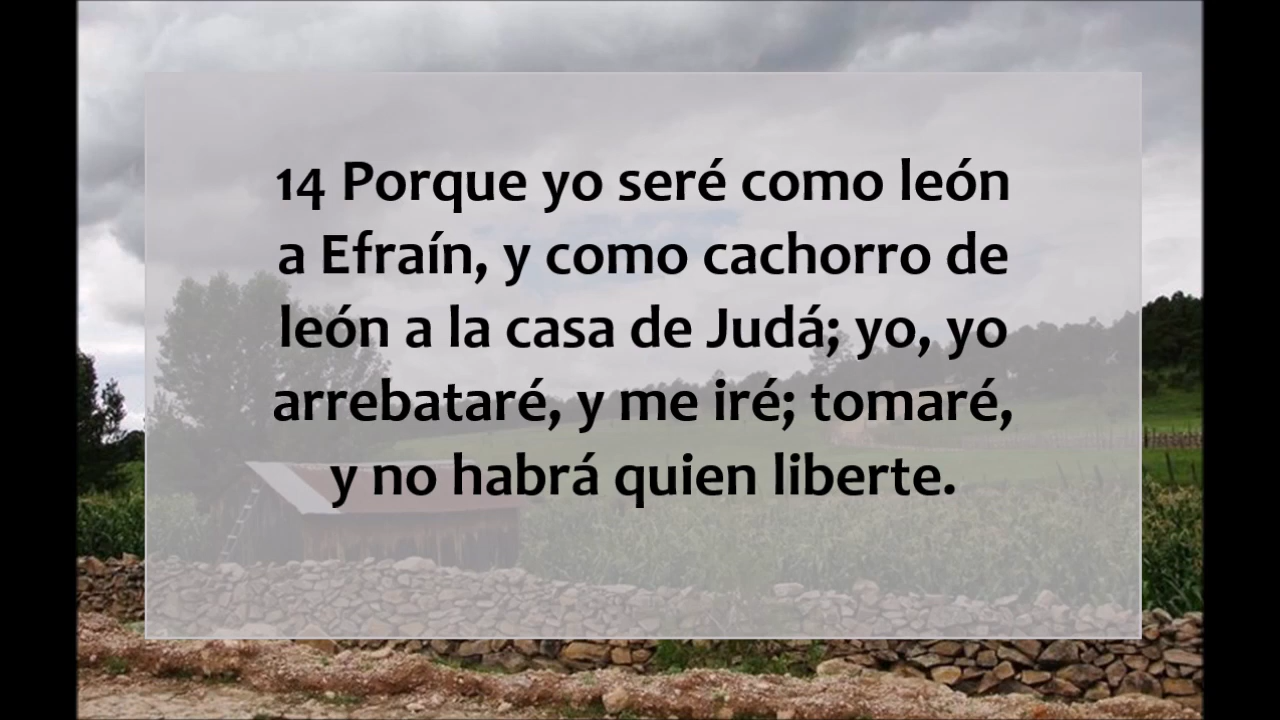 14 Porque yo seré como león
a Efraín, y como cachorro de
león a la casa de Judá; yo, yo
arrebataré, y me iré; tomaré,
y no habrá quien liberte.